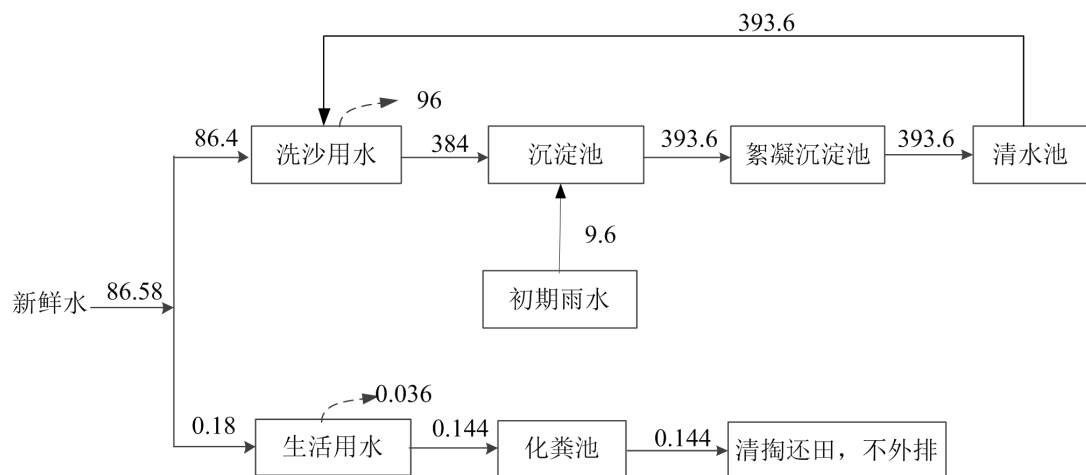 393.6
96
86.4
洗沙用水
384
沉淀池
393.6
絮凝沉淀池
393.6
清水池
9.6
初期雨水
新鲜水
86.58
0.036
0.18
生活用水
0.144
化粪池
0.144
清掏还田，不外排